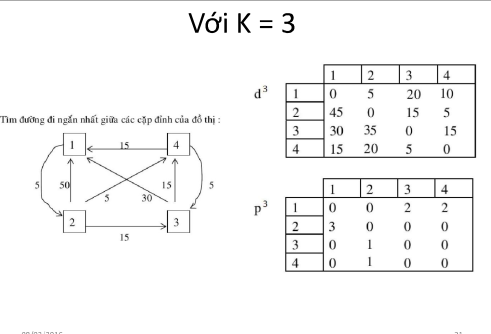 Với K = 3
Tìm đường đi ngắn nhất giữa các cặp đỉnh của đồ thị :
1 15 4
5 50 5 30 15 5
2 15 3
d³
1 2 3 4
1 0 5 20 10
2 45 0 15 5
3 30 35 0 15
4 15 20 5 0
p³
1 2 3 4
1 0 0 2 2
2 3 0 0 0
3 0 1 0 0
4 0 1 0 0